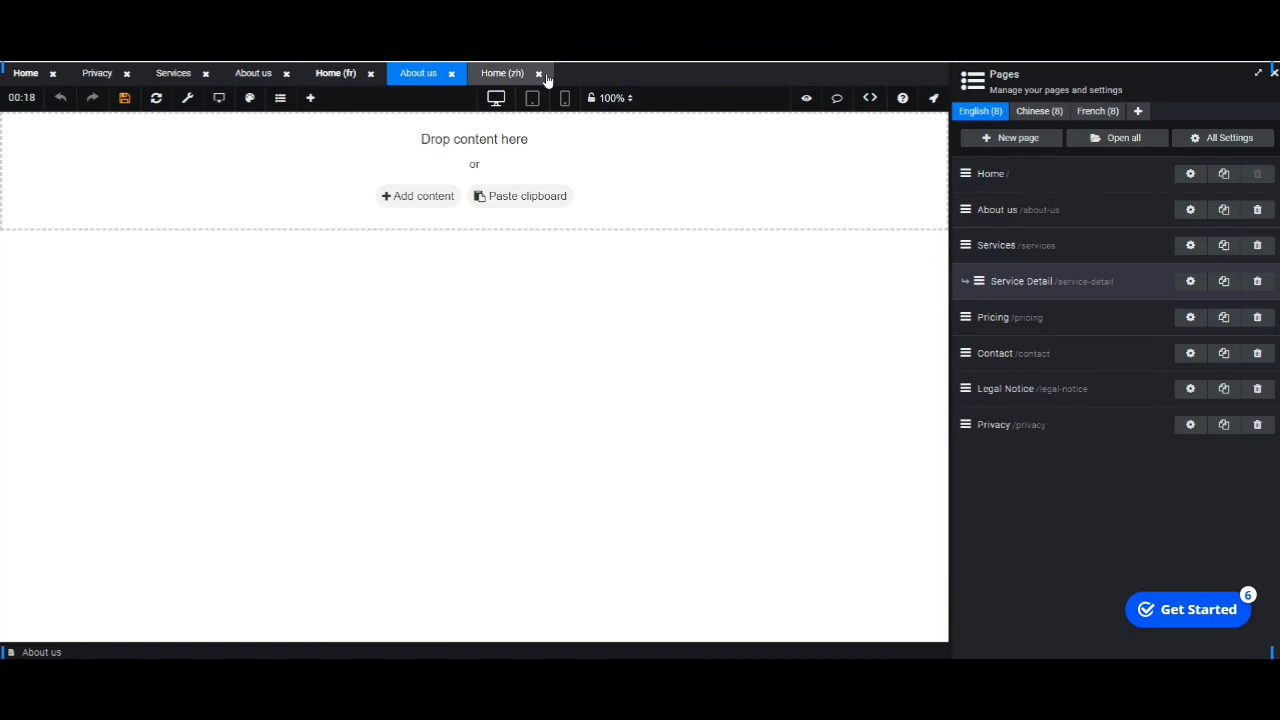 Home Privacy Services About us Home (fr) About us Home (zh)
00:18 100%
Drop content here
or
Add content Paste clipboard
Pages
Manage your pages and settings
English (8) Chinese (8) French (8)
New page Open all All Settings
Home /
About us /about-us
Services /services
Service Detail /service-detail
Pricing /pricing
Contact /contact
Legal Notice /legal-notice
Privacy /privacy
6
Get Started
About us